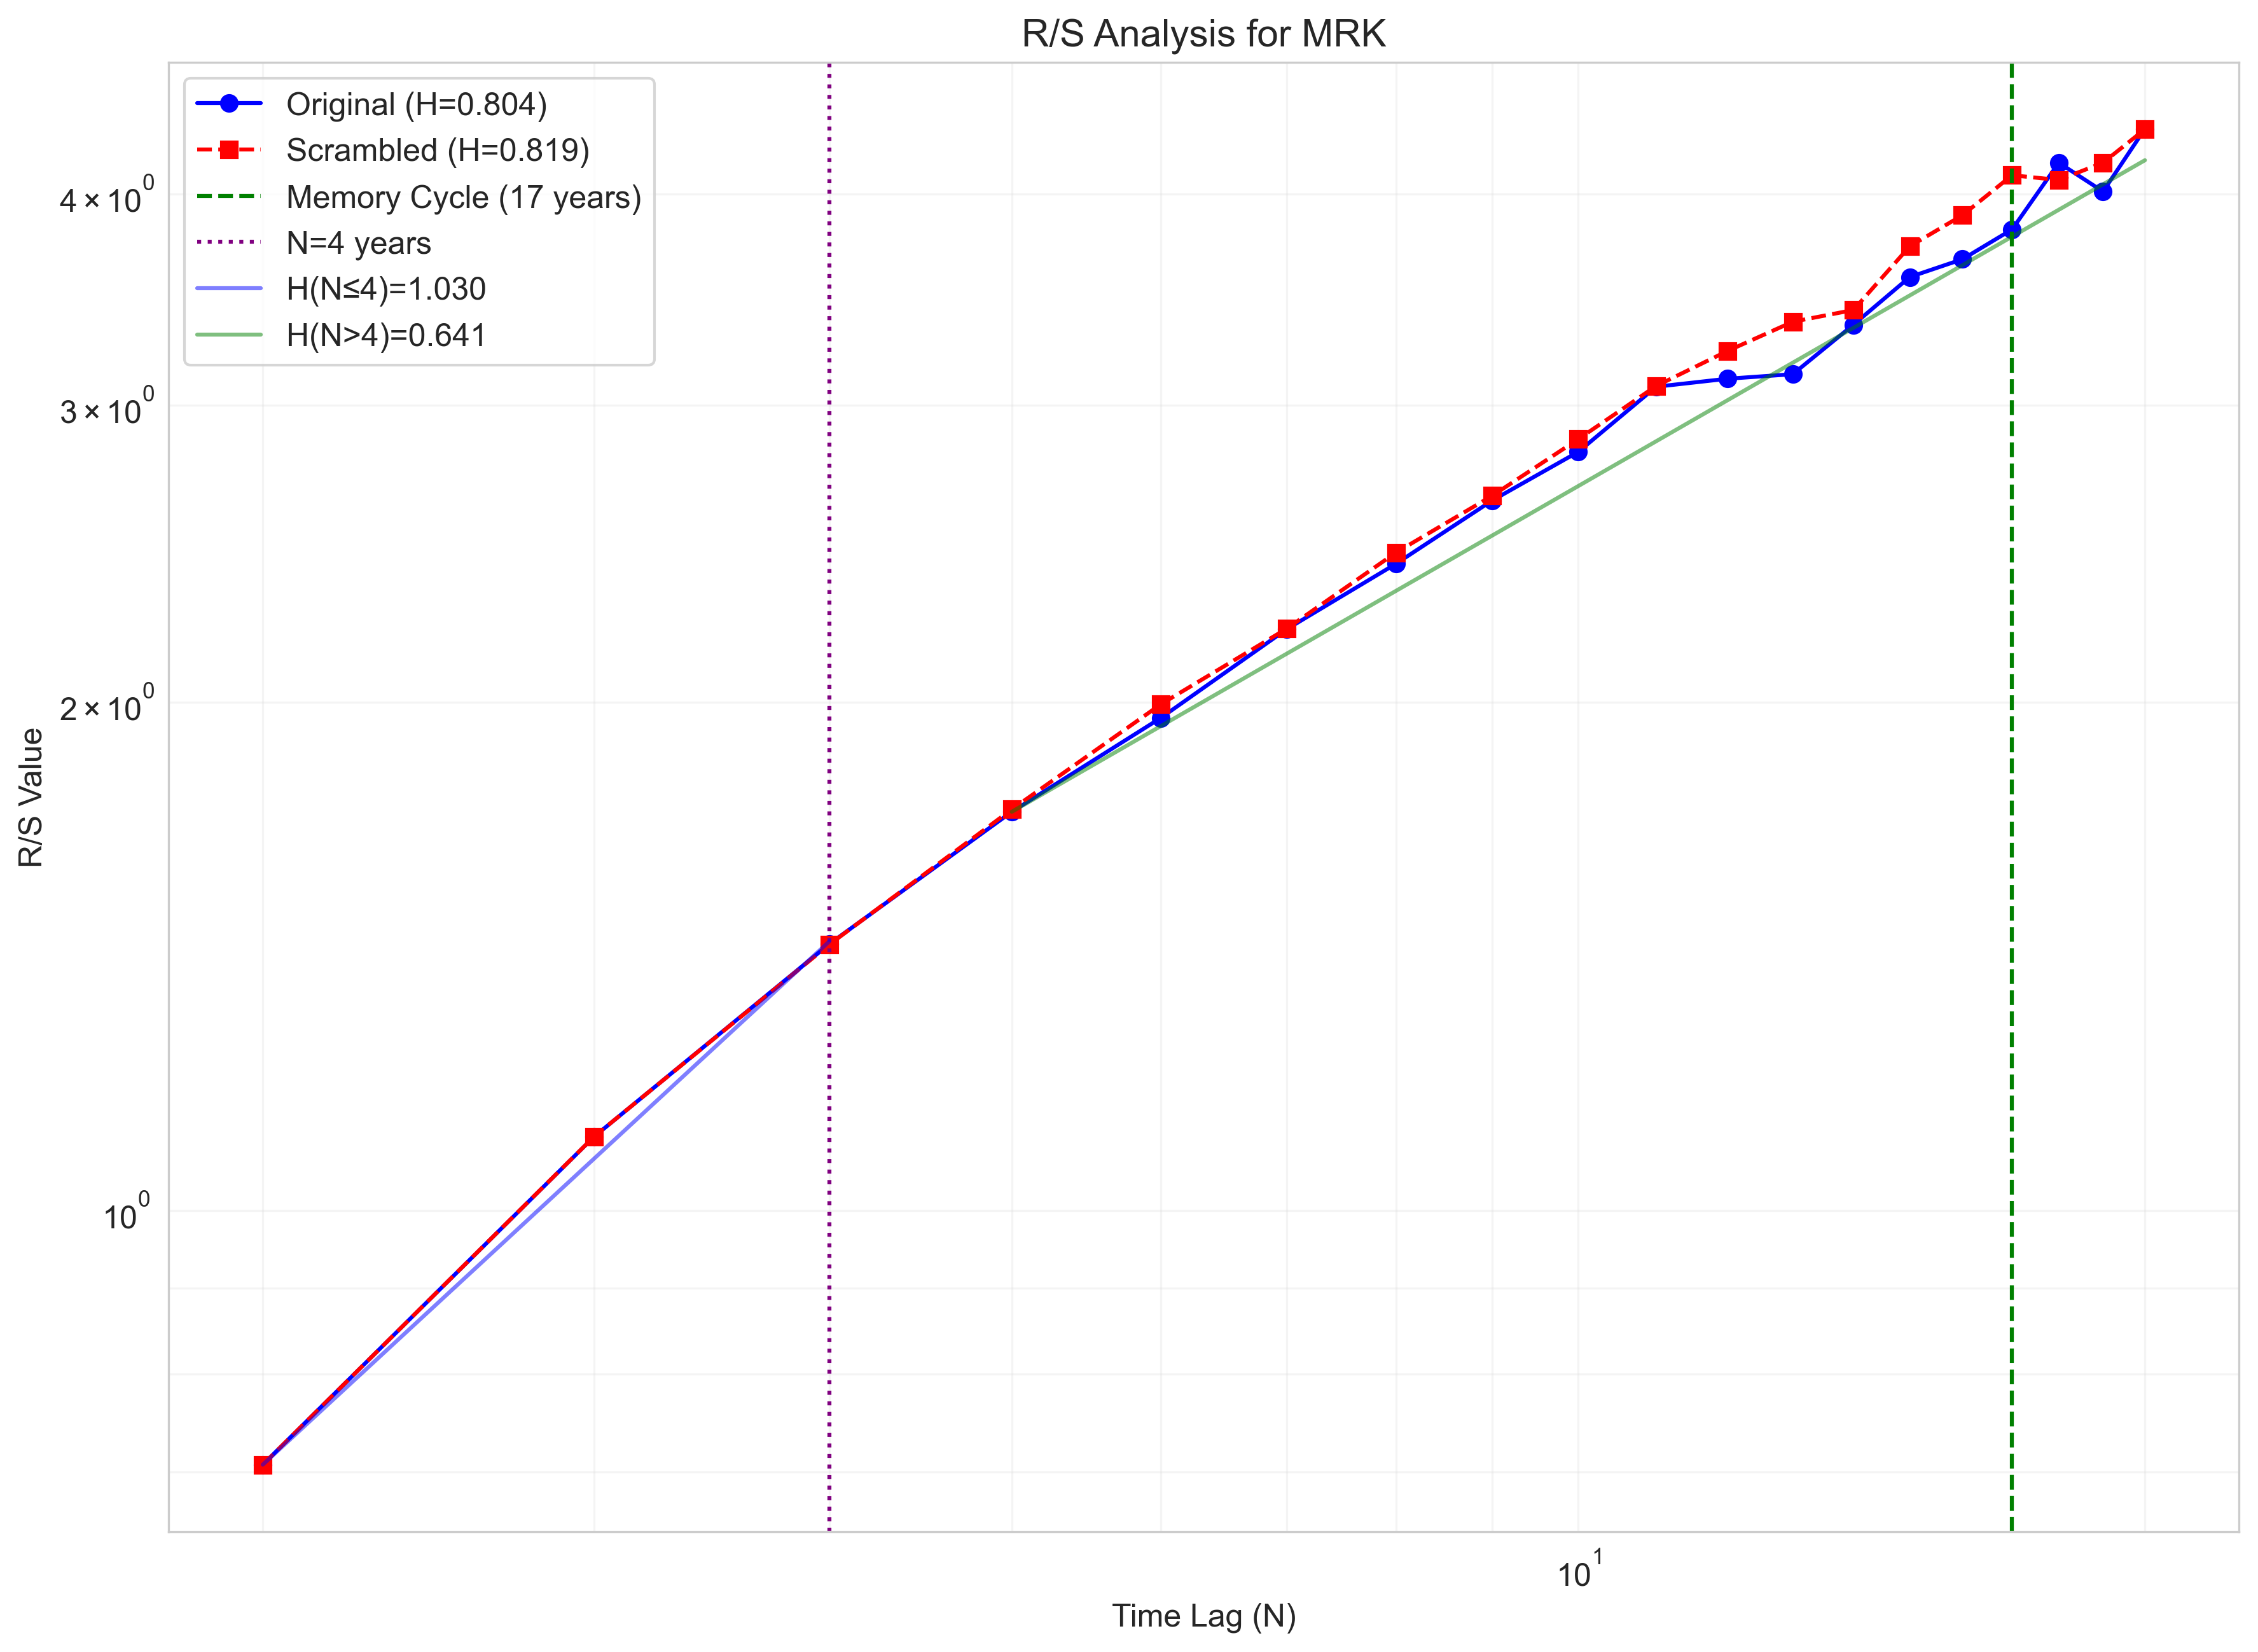 R/S Analysis for MRK
Original (H=0.804)
Scrambled (H=0.819)
Memory Cycle (17 years)
N=4 years
H(N≤4)=1.030
H(N>4)=0.641
4 × 10⁰
3 × 10⁰
2 × 10⁰
10⁰
R/S Value
10¹
Time Lag (N)